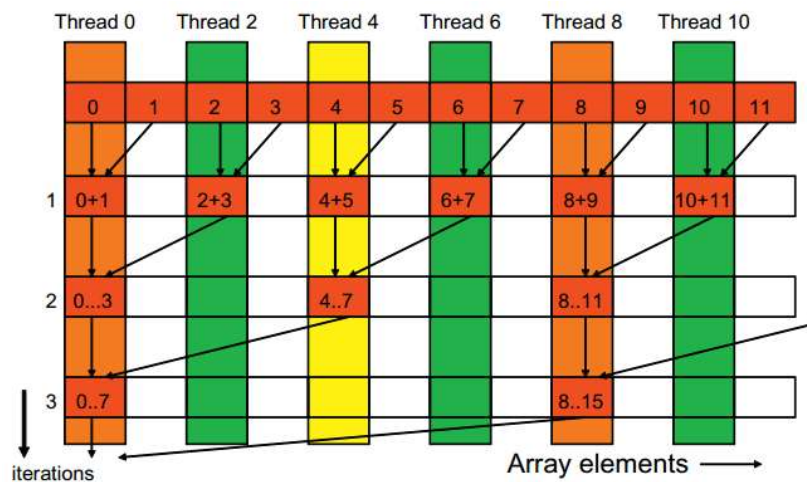 Thread 0 Thread 2 Thread 4 Thread 6 Thread 8 Thread 10
0 1 2 3 4 5 6 7 8 9 10 11
1 0+1 2+3 4+5 6+7 8+9 10+11
2 0...3 4..7 8..11
3 0..7 8..15
iterations Array elements